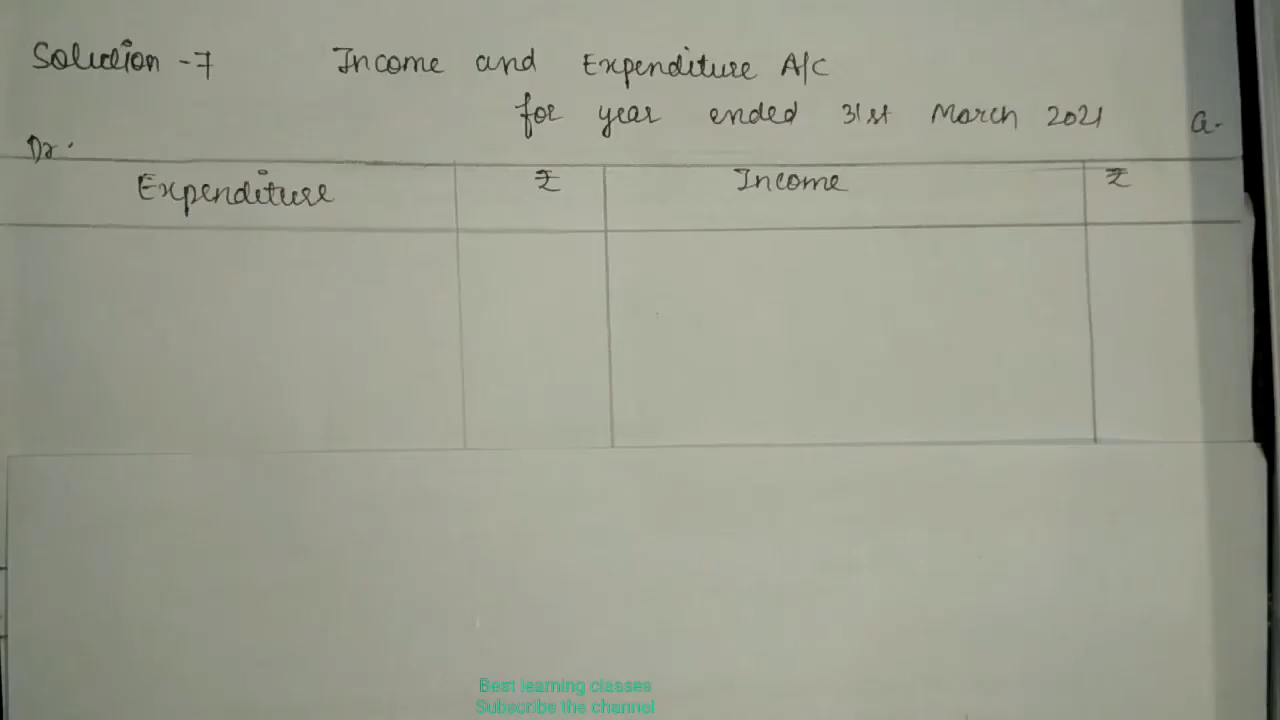 Solution -7 Income and Expenditure A/C
for year ended 31st March 2021 Cr.
Dr.
Expenditure ₹ Income ₹
Best learning classes
Subscribe the channel